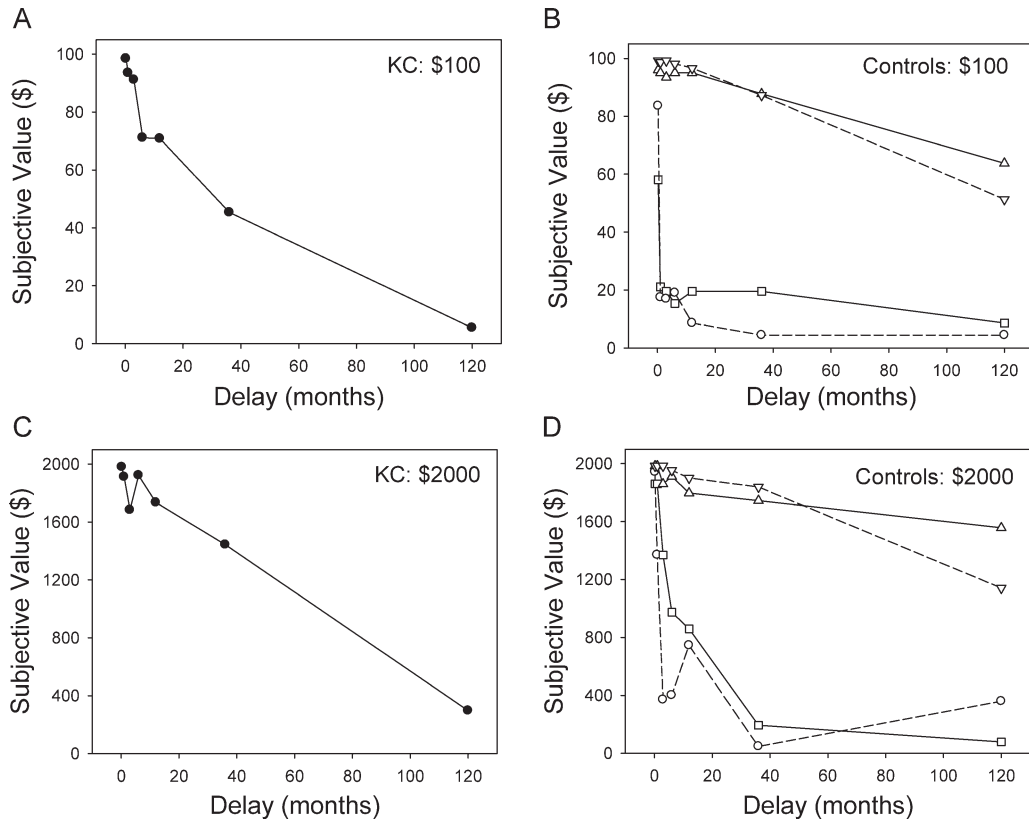 A
KC: $100
Subjective Value ($)
100
80
60
40
20
0
0 20 40 60 80 100 120
Delay (months)
B
Controls: $100
Subjective Value ($)
100
80
60
40
20
0
0 20 40 60 80 100 120
Delay (months)
C
KC: $2000
Subjective Value ($)
2000
1600
1200
800
400
0
0 20 40 60 80 100 120
Delay (months)
D
Controls: $2000
Subjective Value ($)
2000
1600
1200
800
400
0
0 20 40 60 80 100 120
Delay (months)